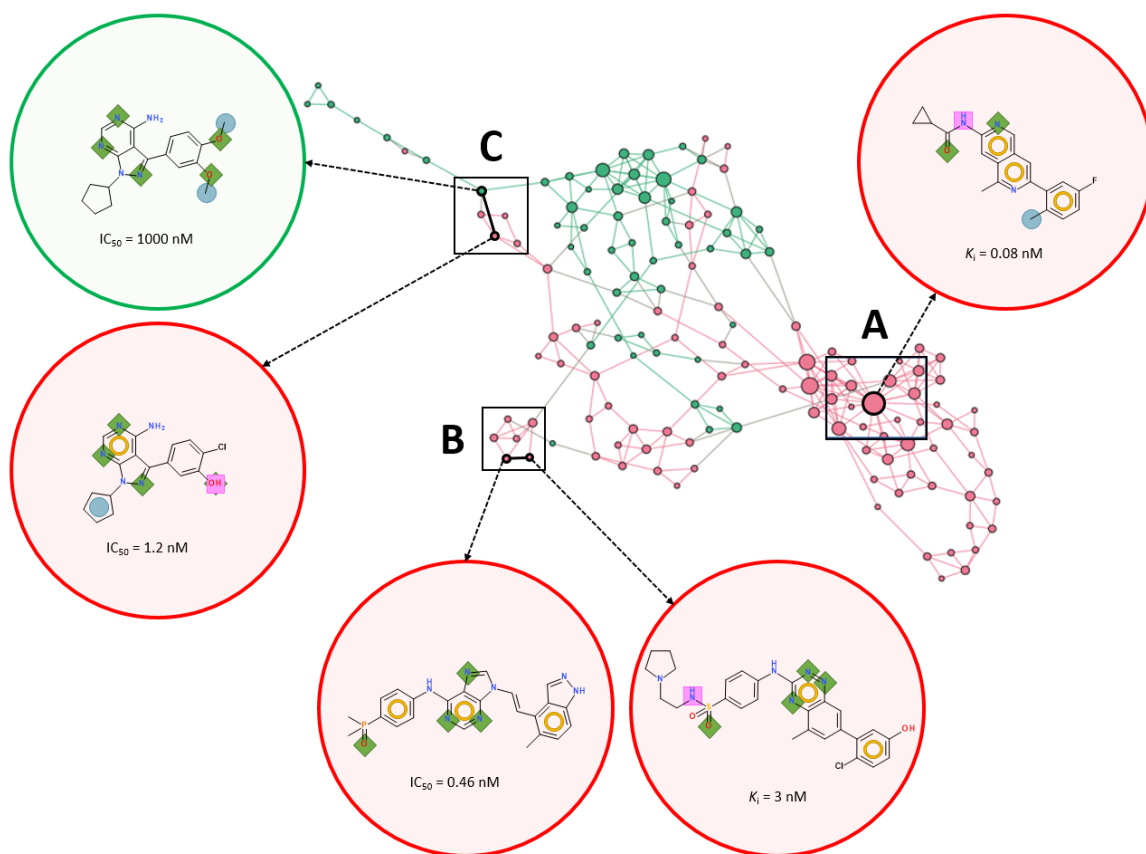 C
N
NH₂
N
O
N
N
O
IC₅₀ = 1000 nM
H
N
N
O
F
N
Kᵢ = 0.08 nM
A
N
NH₂
Cl
N
OH
N
N
IC₅₀ = 1.2 nM
B
H
N
N
N
N
NH
P
N
N
O
IC₅₀ = 0.46 nM
N
H
N
N
N
NH
S
N
O
O
OH
Cl
Kᵢ = 3 nM